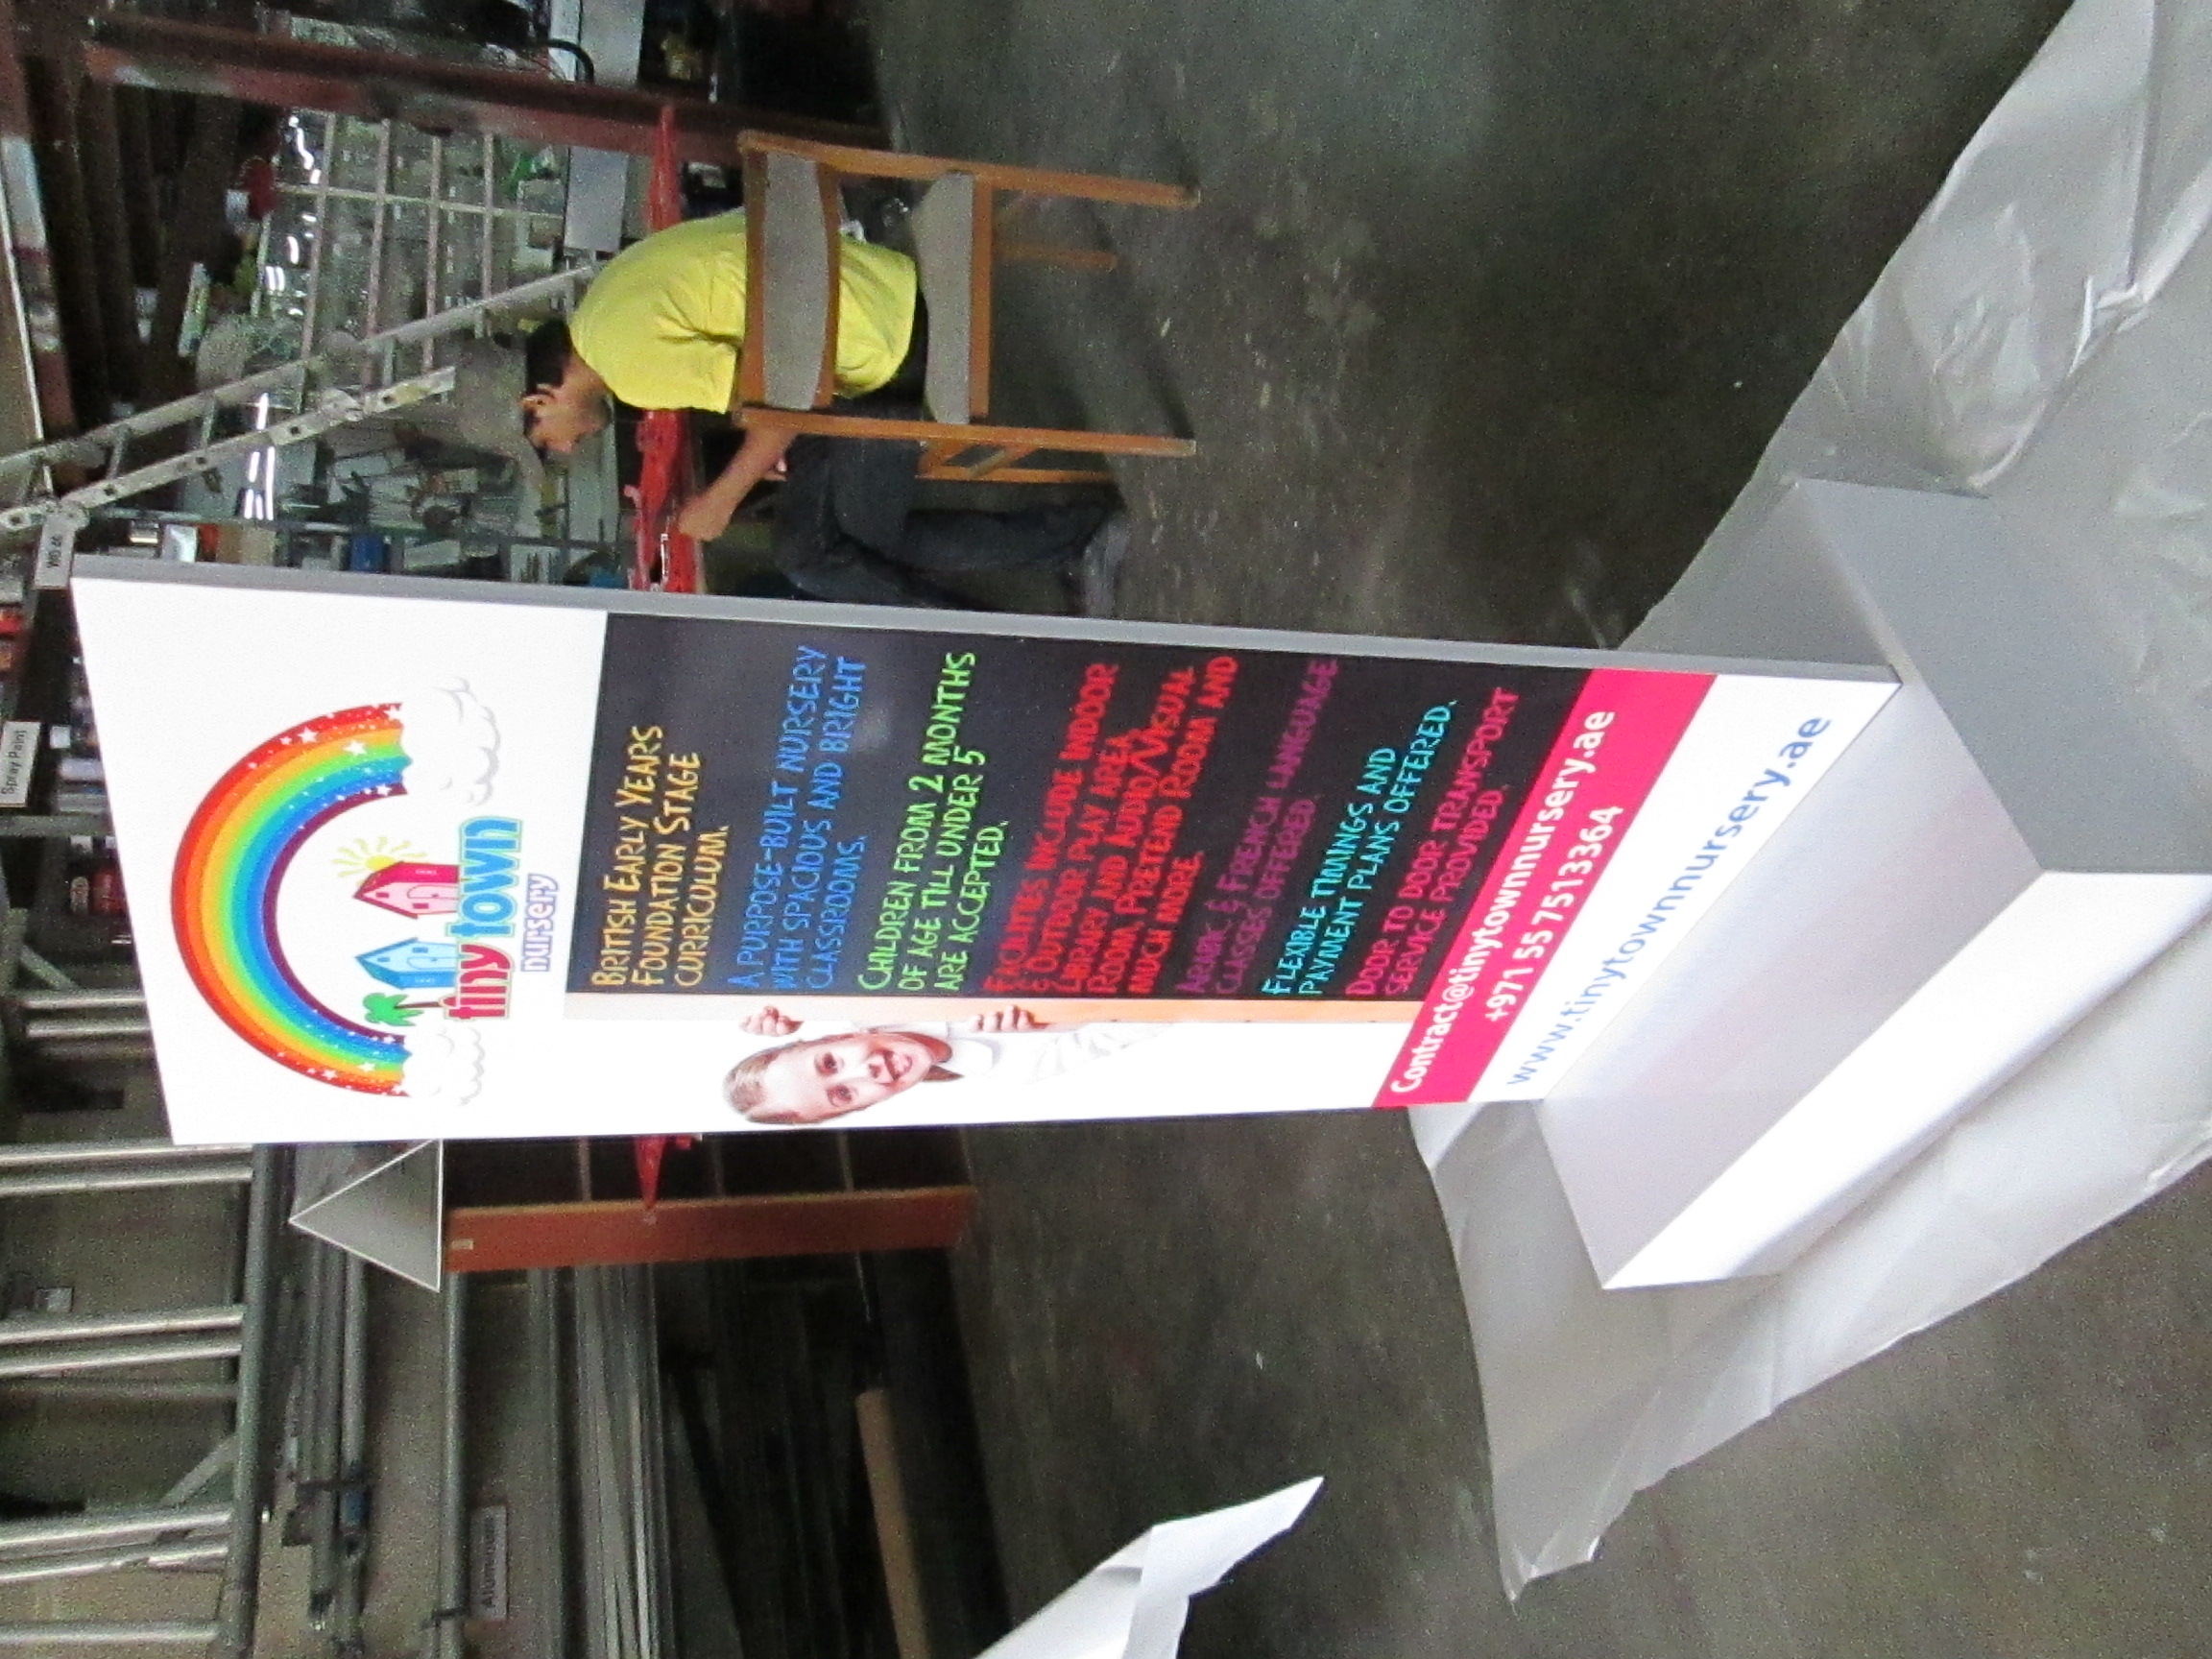 Spray Paint
WD 40
Aluminum
tiny town
nursery
BRITISH EARLY YEARS
FOUNDATION STAGE
CURRICULUM.
A PURPOSE-BUILT NURSERY
WITH SPACIOUS AND BRIGHT
CLASSROOMS.
CHILDREN FROM 2 MONTHS
OF AGE TILL UNDER 5
ARE ACCEPTED.
FACILITIES INCLUDE INDOOR
& OUTDOOR PLAY AREA,
LIBRARY AND AUDIO/VISUAL
ROOM, PRETEND ROOM AND
MUCH MORE.
ARABIC & FRENCH LANGUAGE
CLASSES OFFERED.
FLEXIBLE TIMINGS AND
PAYMENT PLANS OFFERED.
DOOR TO DOOR TRANSPORT
SERVICE PROVIDED.
Contract@tinytownnursery.ae
+971 55 7513364
www.tinytownnursery.ae